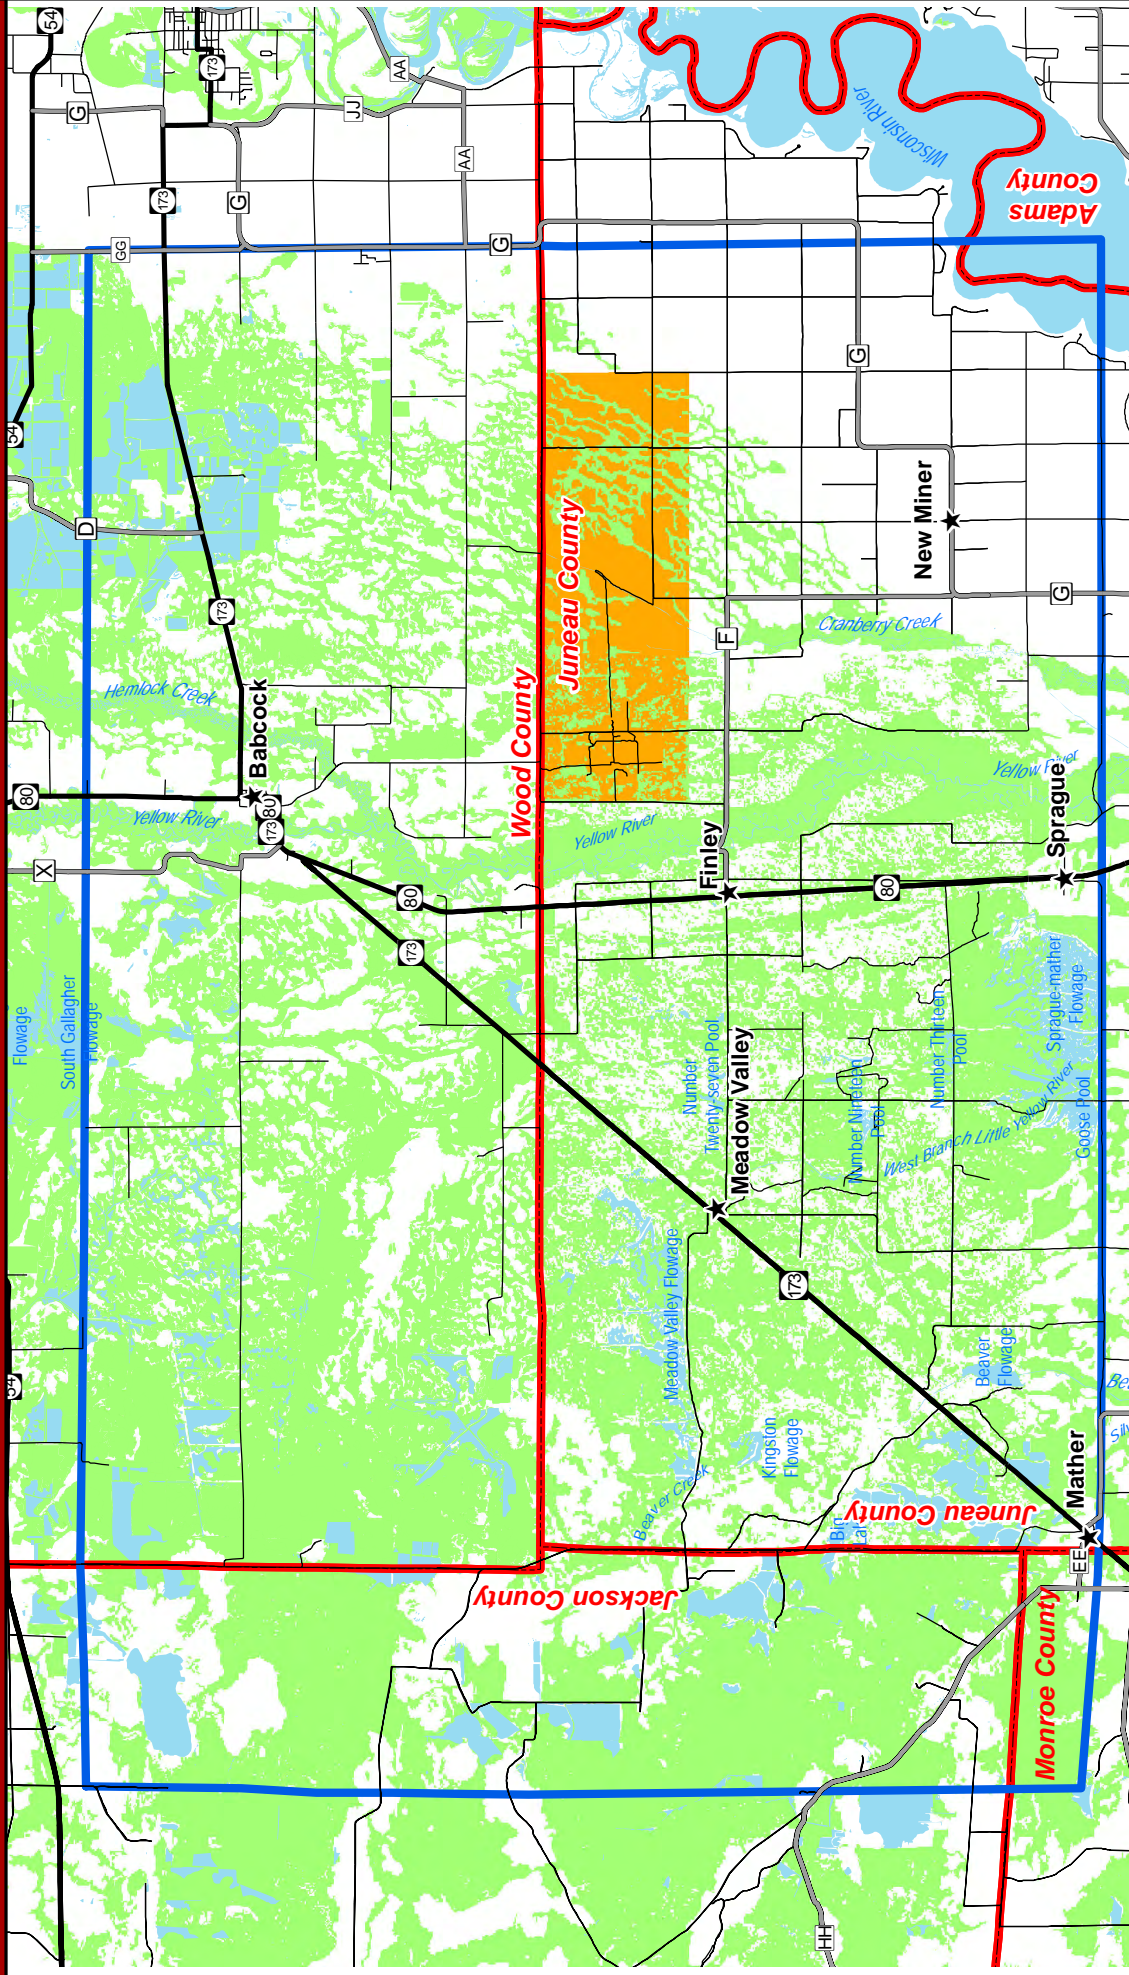 54
173
AA
G
JJ
AA
173
G
GG
G
Wisconsin River
Adams
County
54
G
D
173
Juneau County
New Miner
G
F
Cranberry Creek
Hemlock Creek
Babcock
Wood County
80
Yellow River
80
173
X
Yellow River
Yellow River
Sprague
Finley
80
80
173
Flowage
South Gallagher
Flowage
Number
Twenty-seven Pool
Meadow Valley
Number Nineteen
Pool
Number Thirteen
Pool
Sprague-mather
Flowage
West Branch Little Yellow River
Goose Pool
Meadow Valley Flowage
173
54
Beaver
Flowage
Be
Kingston
Flowage
Beaver Creek
Big
La
Juneau County
Mather
EE
Jackson County
Monroe County
HH